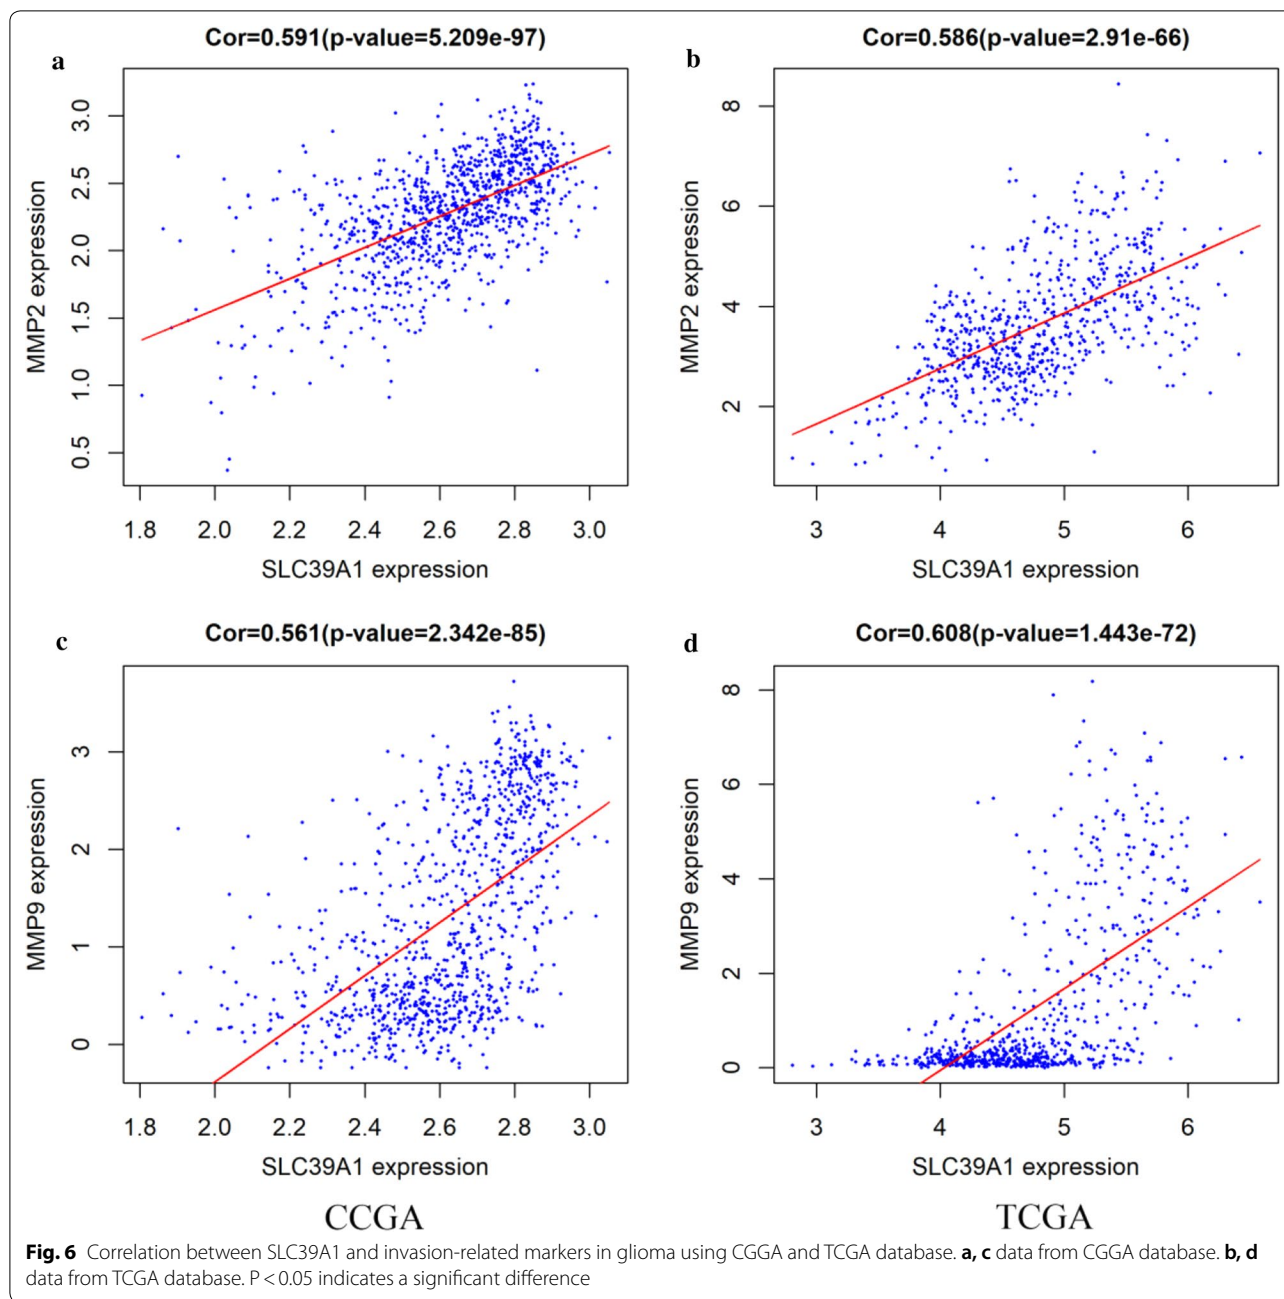 Cor=0.591(p-value=5.209e-97)
a
MMP2 expression
3.0
2.5
2.0
1.5
1.0
0.5
1.8 2.0 2.2 2.4 2.6 2.8 3.0
SLC39A1 expression
Cor=0.586(p-value=2.91e-66)
b
MMP2 expression
8
6
4
2
3 4 5 6
SLC39A1 expression
Cor=0.561(p-value=2.342e-85)
c
MMP9 expression
3
2
1
0
1.8 2.0 2.2 2.4 2.6 2.8 3.0
SLC39A1 expression
CCGA
Cor=0.608(p-value=1.443e-72)
d
MMP9 expression
8
6
4
2
0
3 4 5 6
SLC39A1 expression
TCGA
Fig. 6 Correlation between SLC39A1 and invasion-related markers in glioma using CGGA and TCGA database. a, c data from CGGA database. b, d
data from TCGA database. P < 0.05 indicates a significant difference